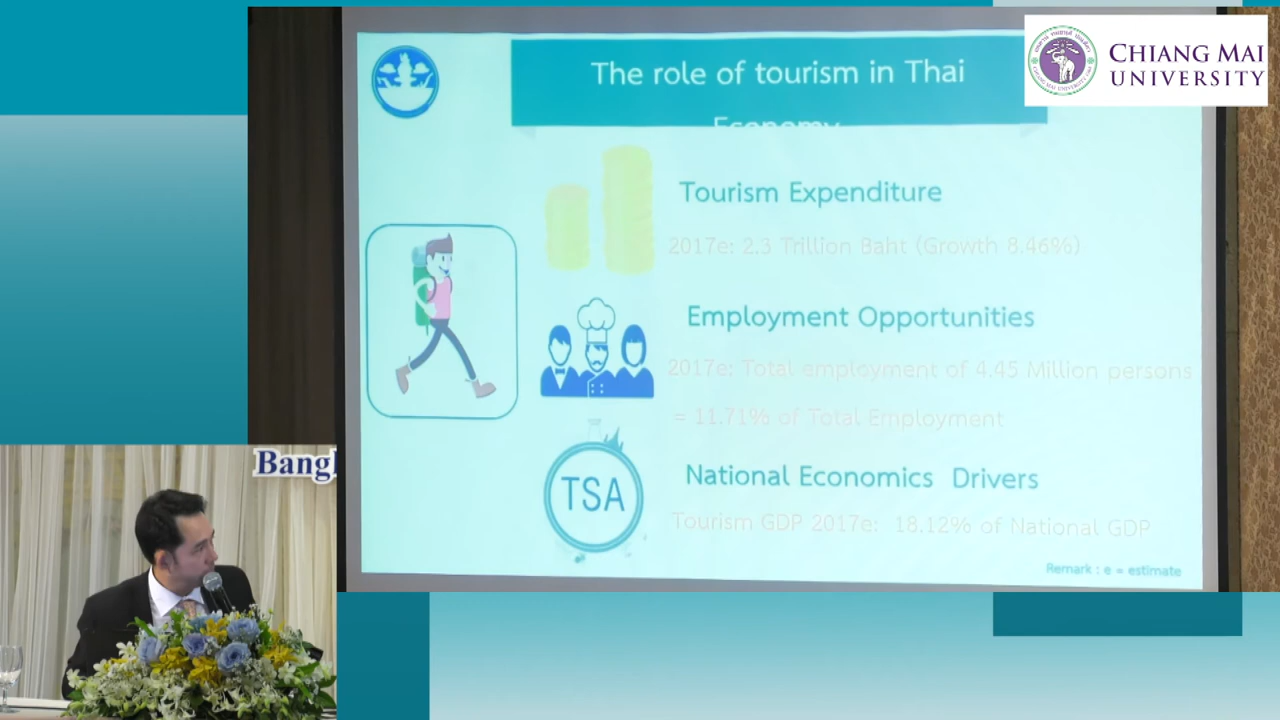 CHIANG MAI
UNIVERSITY
The role of tourism in Thai
Economy
Tourism Expenditure
2017e: 2.3 Trillion Baht (Growth 8.46%)
Employment Opportunities
2017e: Total employment of 4.45 Million persons
= 11.71% of Total Employment
TSA
National Economics Drivers
Tourism GDP 2017e: 18.12% of National GDP
Remark : e = estimate